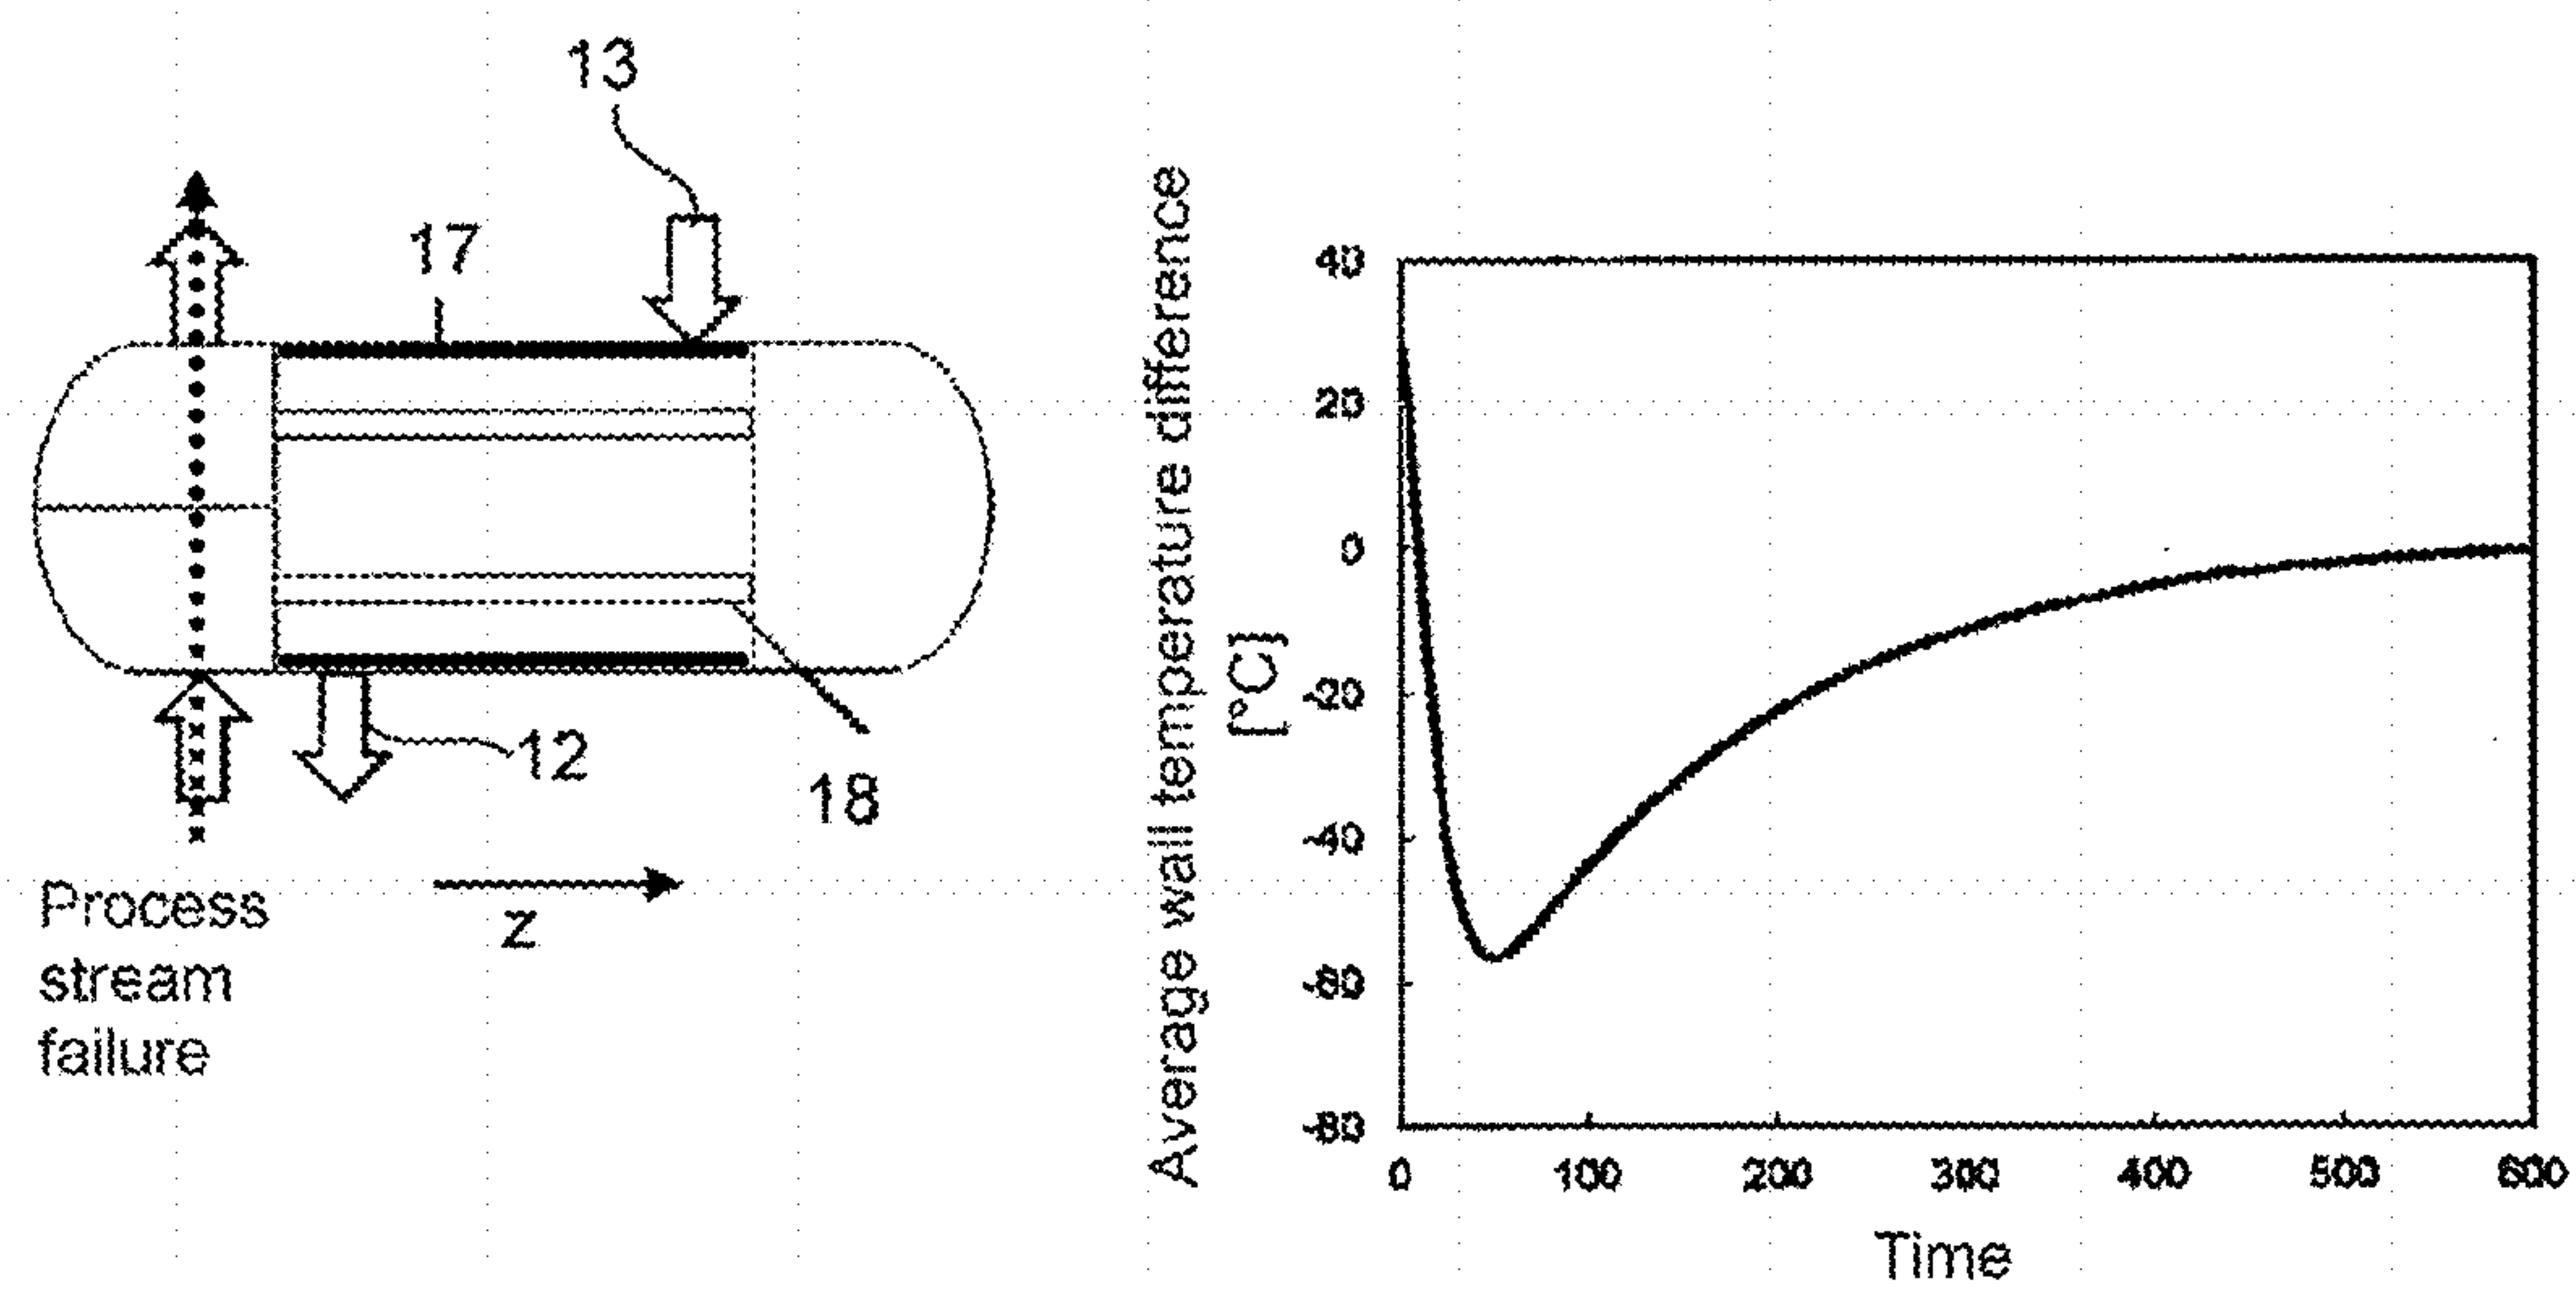 13
17
12
18
Process
stream
failure
z
Average wall temperature difference
[°C]
40
20
0
-20
-40
-60
-80
0 100 200 300 400 500 600
Time